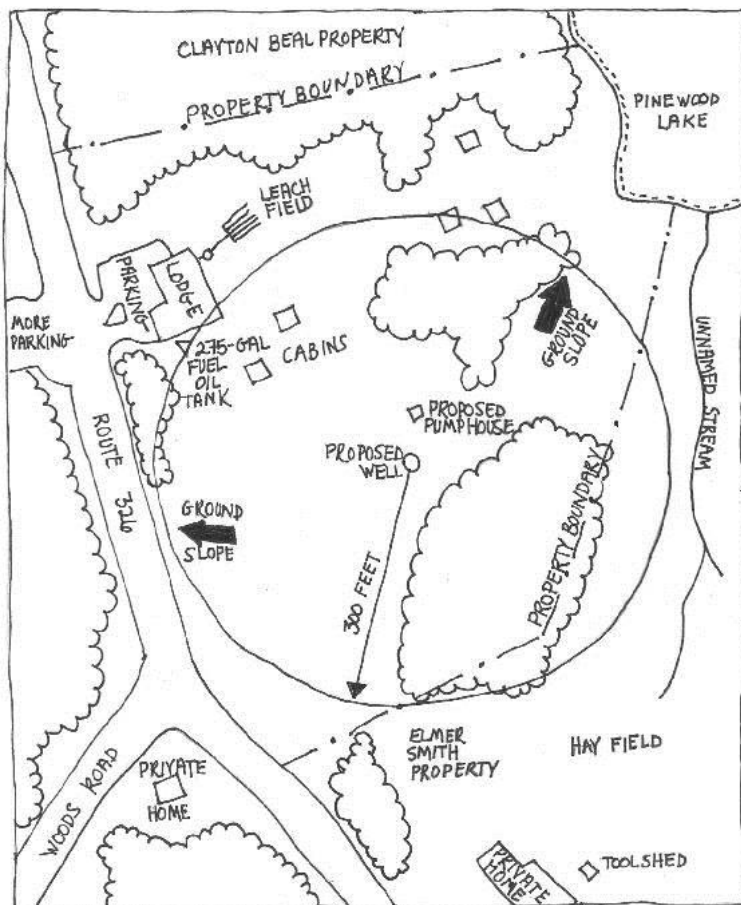 CLAYTON BEAL PROPERTY
PROPERTY BOUNDARY
PINEWOOD
LAKE
LEACH
FIELD
PARKING
LODGE
MORE
PARKING
275-GAL
FUEL
OIL
TANK
CABINS
GROUND
SLOPE
UNNAMED STREAM
PROPOSED
PUMPHOUSE
PROPOSED
WELL
ROUTE 326
GROUND
SLOPE
300 FEET
PROPERTY BOUNDARY
ELMER
SMITH
PROPERTY
HAY FIELD
WOODS ROAD
PRIVATE
HOME
PRIVATE
HOME
TOOLSHED